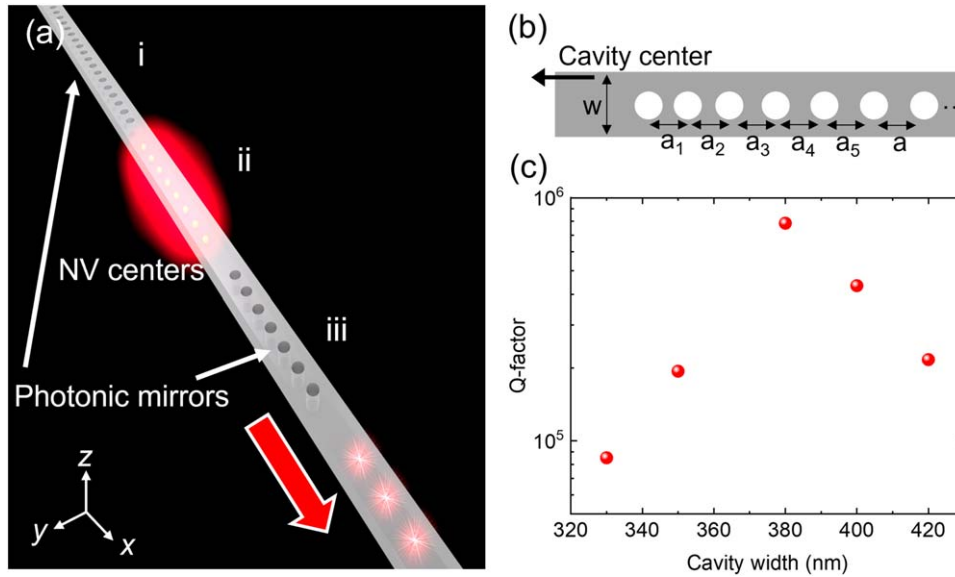 (a)
i
ii
NV centers
iii
Photonic mirrors
z
y
x
(b)
Cavity center
w
a1 a2 a3 a4 a5 a
(c)
10^6
10^5
Q-factor
320 340 360 380 400 420
Cavity width (nm)